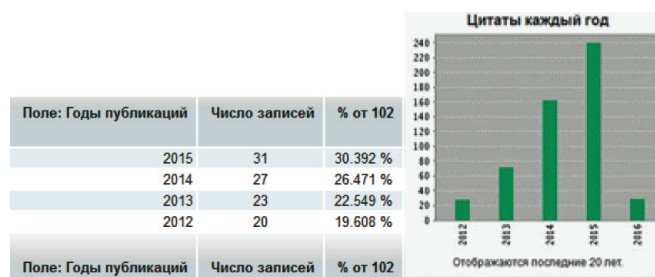 Поле: Годы публикаций Число записей % от 102
2015 31 30.392 %
2014 27 26.471 %
2013 23 22.549 %
2012 20 19.608 %
Поле: Годы публикаций Число записей % от 102
Цитаты каждый год
240
220
200
180
160
140
120
100
80
60
40
20
0
2012 2013 2014 2015 2016
Отображаются последние 20 лет.